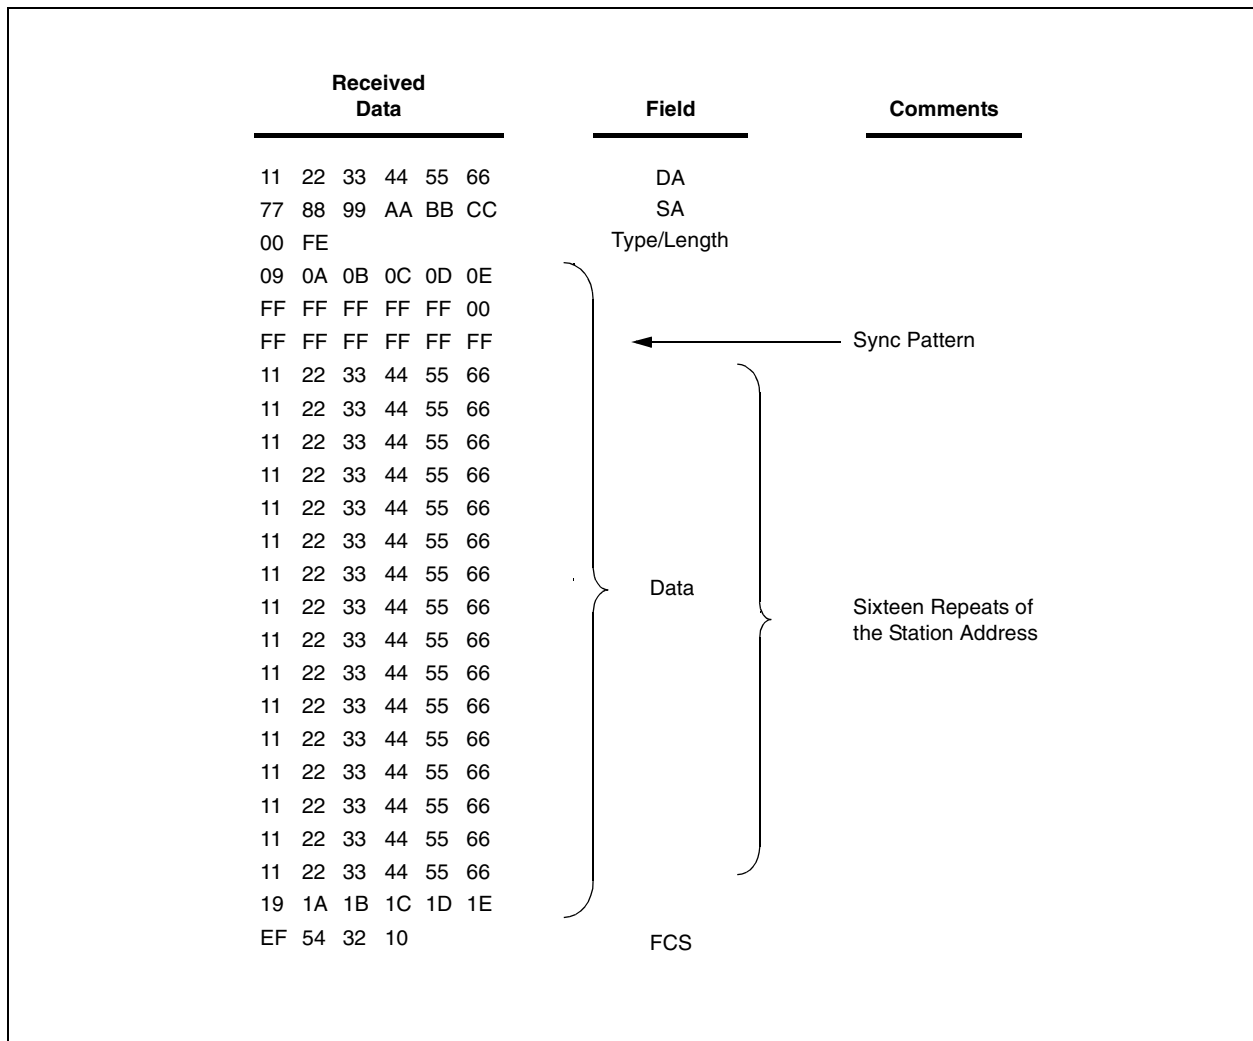 Received Data Field Comments
11 22 33 44 55 66 DA
77 88 99 AA BB CC SA
00 FE Type/Length
09 0A 0B 0C 0D 0E
FF FF FF FF FF 00
FF FF FF FF FF FF Sync Pattern
11 22 33 44 55 66
11 22 33 44 55 66
11 22 33 44 55 66
11 22 33 44 55 66
11 22 33 44 55 66
11 22 33 44 55 66
11 22 33 44 55 66 Data
11 22 33 44 55 66 Sixteen Repeats of
11 22 33 44 55 66 the Station Address
11 22 33 44 55 66
11 22 33 44 55 66
11 22 33 44 55 66
11 22 33 44 55 66
11 22 33 44 55 66
11 22 33 44 55 66
11 22 33 44 55 66
19 1A 1B 1C 1D 1E
EF 54 32 10 FCS